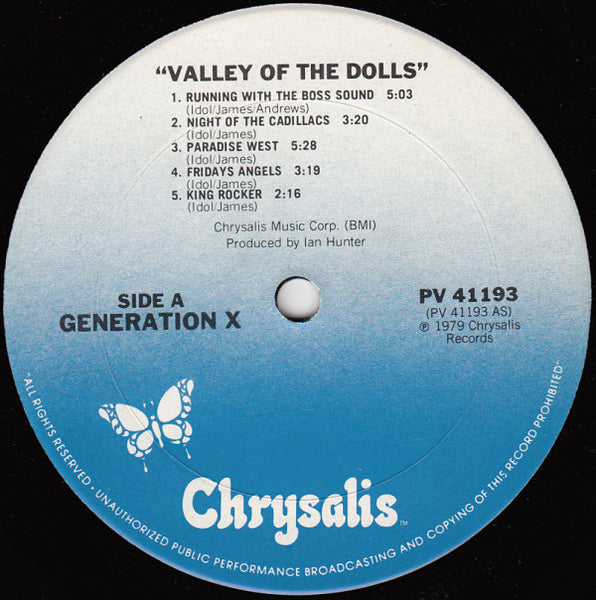 "VALLEY OF THE DOLLS"
1. RUNNING WITH THE BOSS SOUND 5:03
(Idol/James/Andrews)
2. NIGHT OF THE CADILLACS 3:20
(Idol/James)
3. PARADISE WEST 5:28
(Idol/James)
4. FRIDAYS ANGELS 3:19
(Idol/James)
5. KING ROCKER 2:16
(Idol/James)
Chrysalis Music Corp. (BMI)
Produced by Ian Hunter
SIDE A
GENERATION X
PV 41193
(PV 41193 AS)
℗ 1979 Chrysalis
Records
Chrysalis™
ALL RIGHTS RESERVED • UNAUTHORIZED PUBLIC PERFORMANCE BROADCASTING AND COPYING OF THIS RECORD PROHIBITED